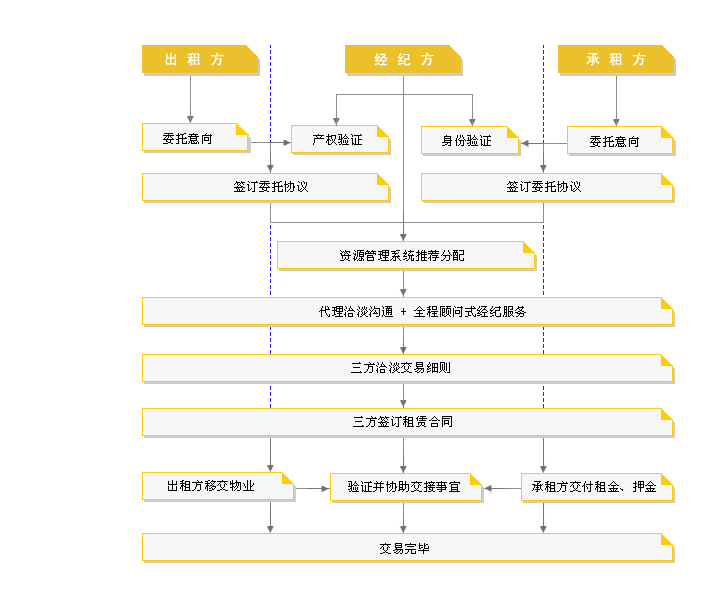 出 租 方
经 纪 方
承 租 方
委托意向
产权验证
身份验证
委托意向
签订委托协议
签订委托协议
资源管理系统推荐分配
代理洽淡沟通 + 全程顾问式经纪服务
三方洽淡交易细则
三方签订租赁合同
出租方移交物业
验证并协助交接事宜
承租方交付租金、押金
交易完毕